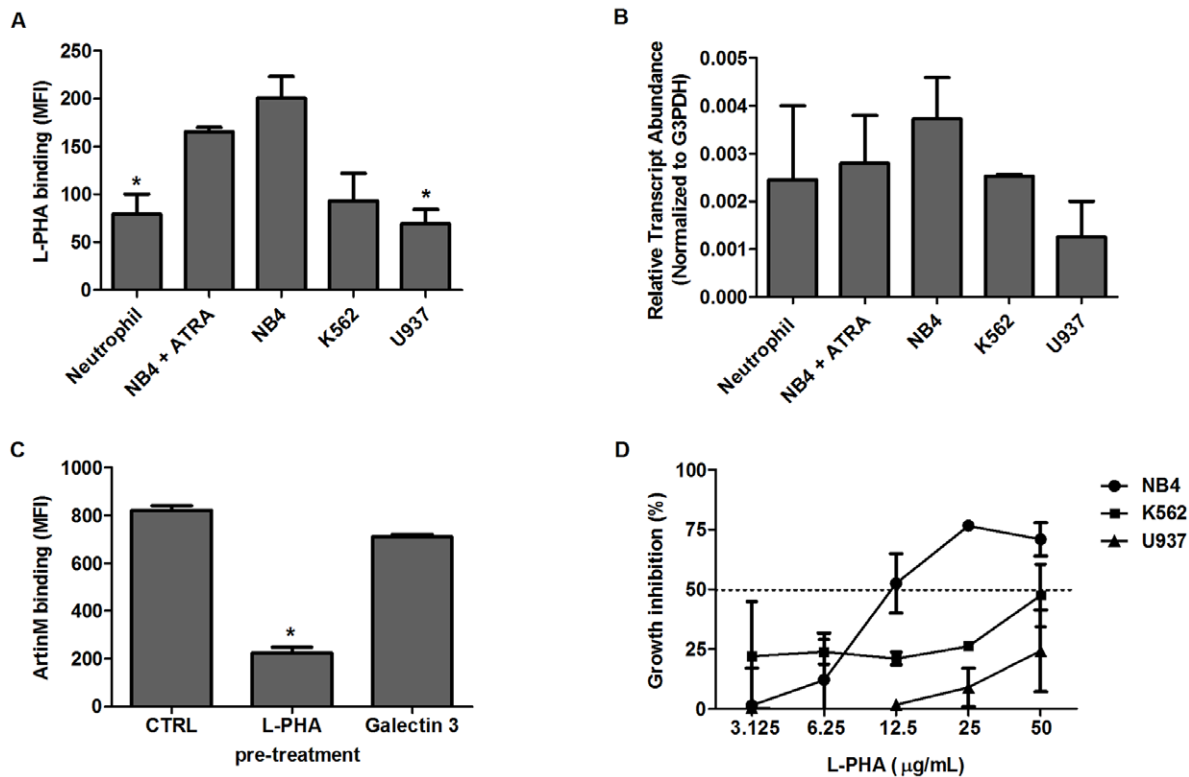 A
L-PHA binding (MFI)
250
200
150
100
50
0
*
*
Neutrophil
NB4 + ATRA
NB4
K562
U937
B
Relative Transcript Abundance
(Normalized to G3PDH)
0.005
0.004
0.003
0.002
0.001
0.000
Neutrophil
NB4 + ATRA
NB4
K562
U937
C
ArtinM binding (MFI)
1000
800
600
400
200
0
*
CTRL L-PHA Galectin 3
pre-treatment
D
Growth inhibition (%)
100
75
50
25
0
3.125 6.25 12.5 25 50
L-PHA ( μg/mL)
NB4
K562
U937